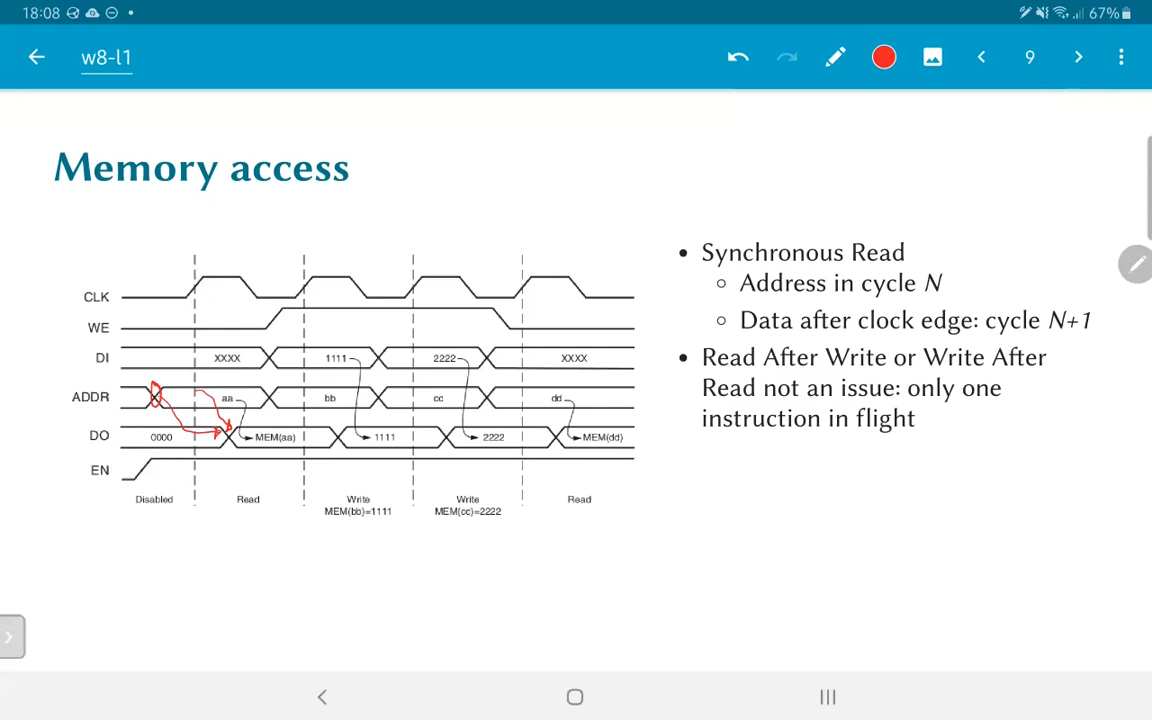 18:08 67%
w8-l1 9
Memory access
CLK
WE
DI XXXX 1111 2222 XXXX
ADDR aa bb cc dd
DO 0000 MEM(aa) 1111 2222 MEM(dd)
EN
Disabled Read Write Write Read
MEM(bb)=1111 MEM(cc)=2222
• Synchronous Read
○ Address in cycle N
○ Data after clock edge: cycle N+1
• Read After Write or Write After
Read not an issue: only one
instruction in flight